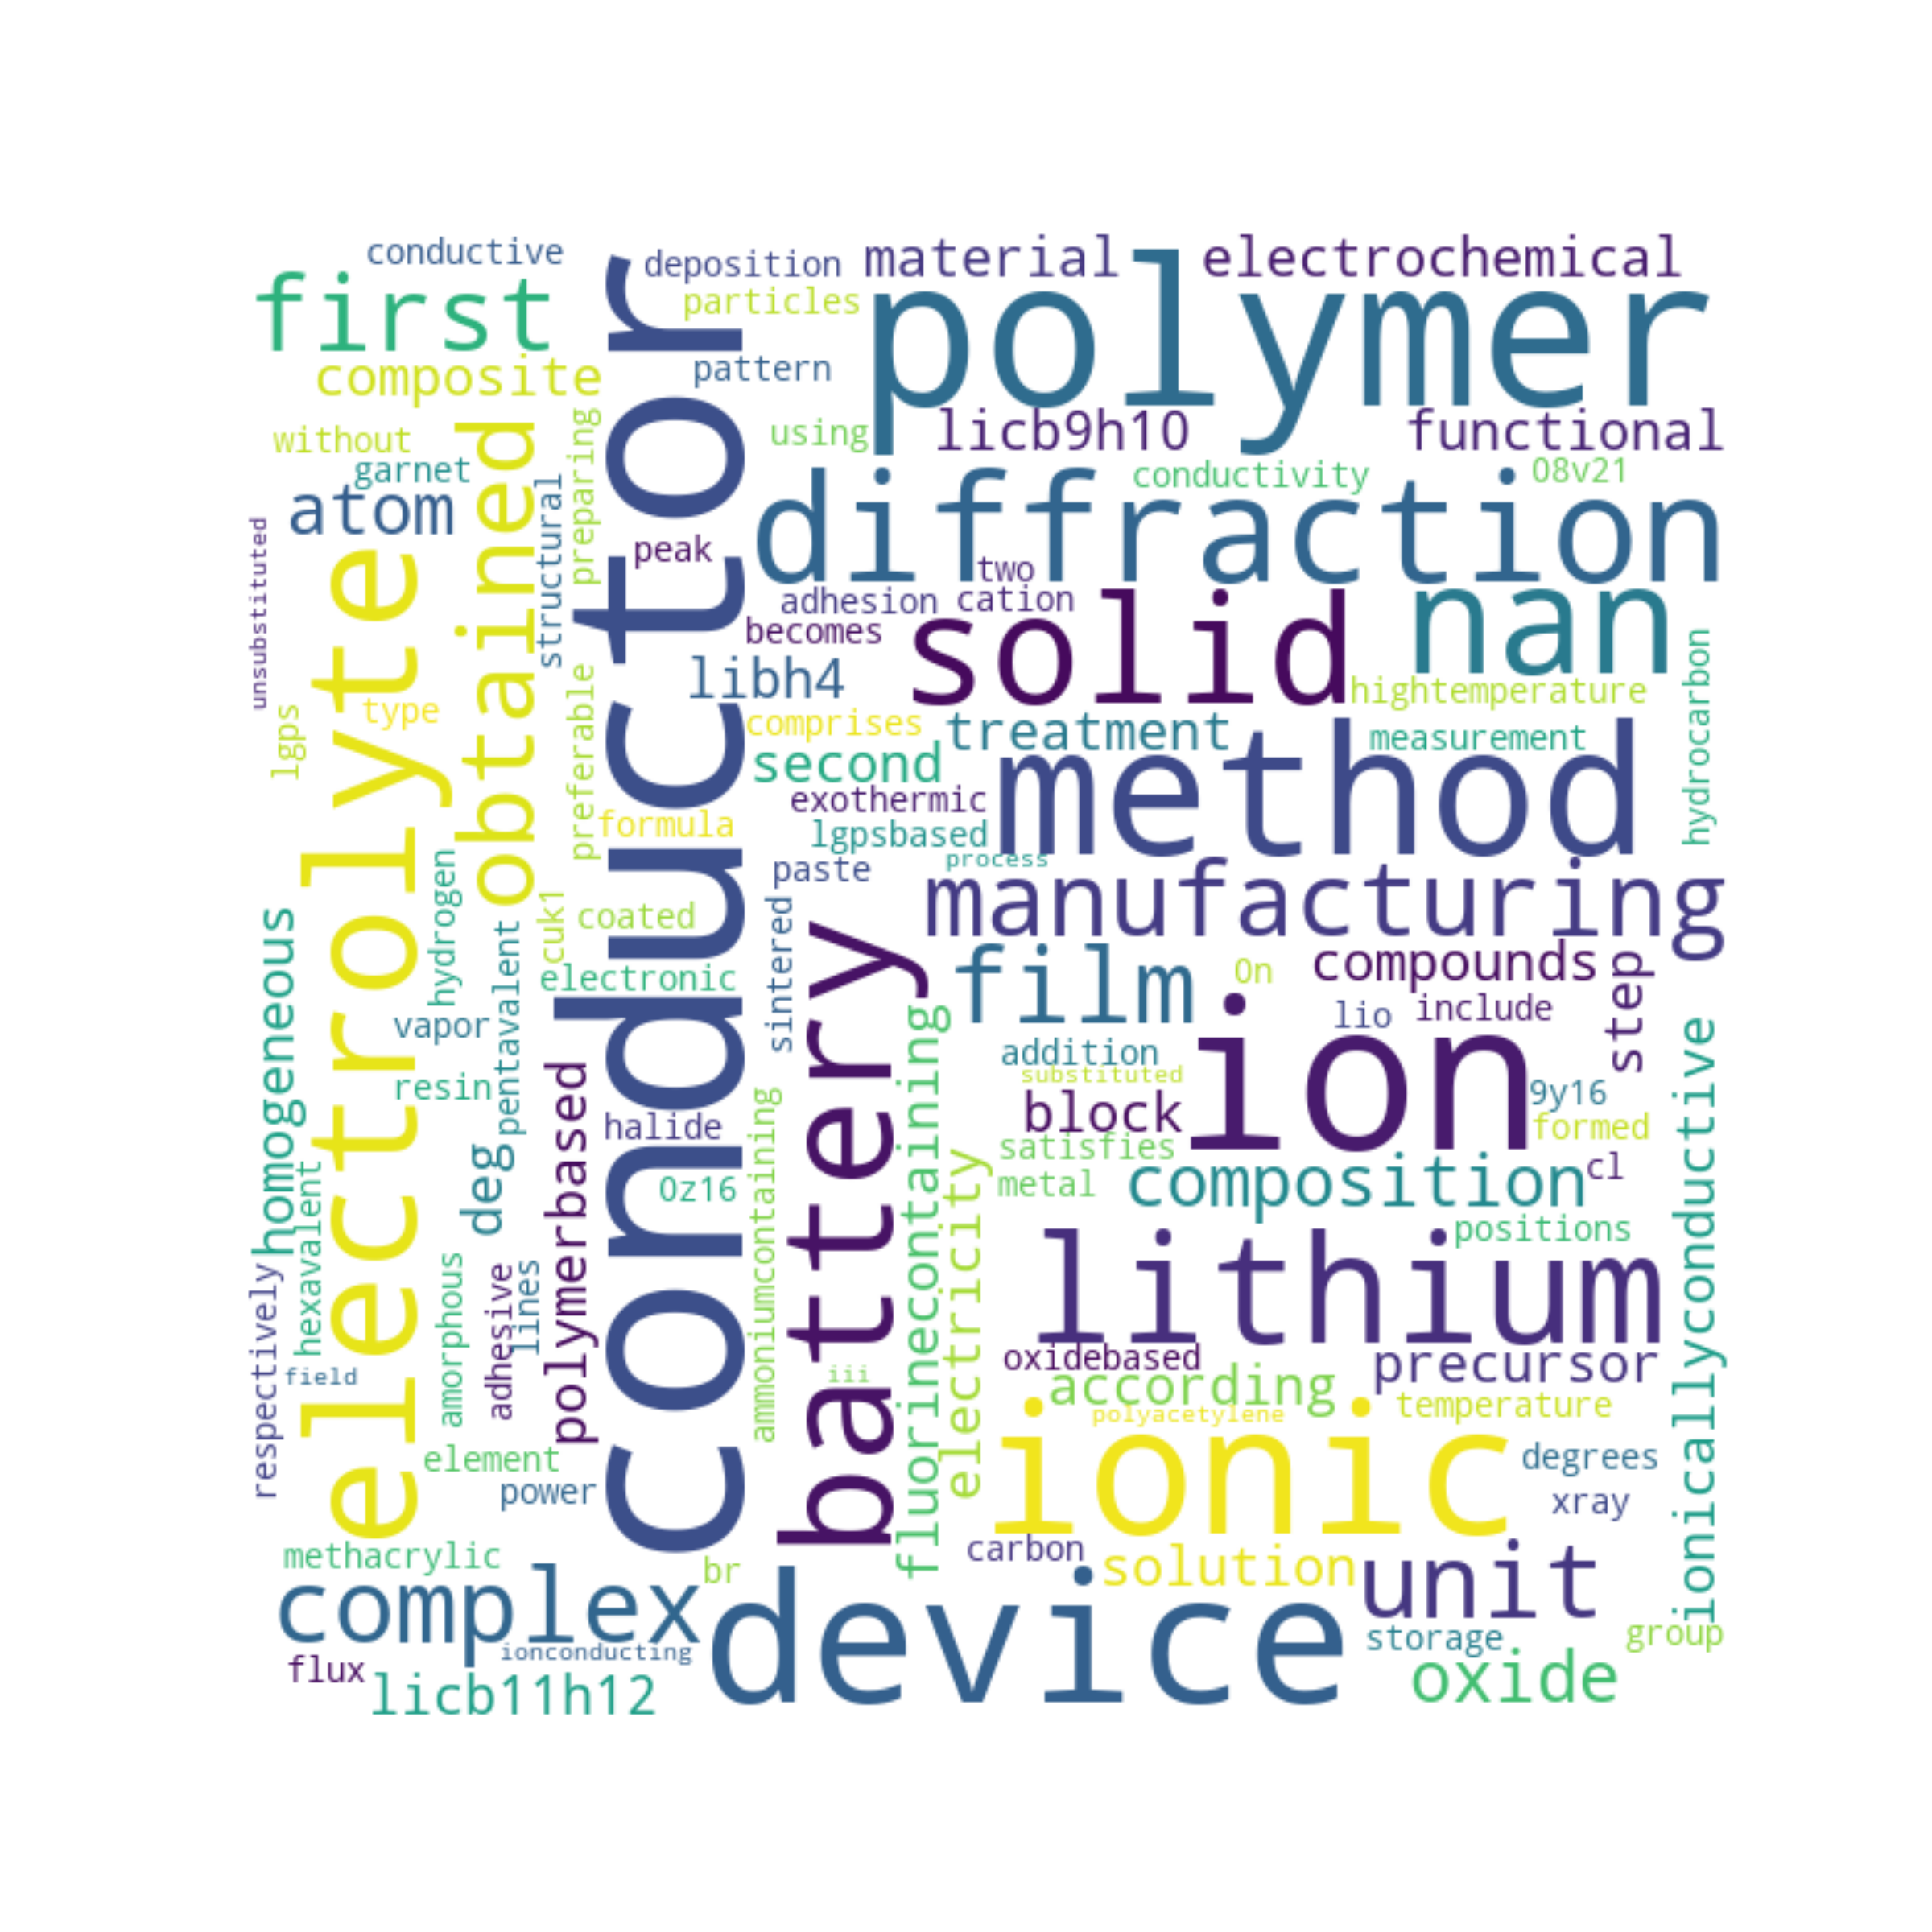 conductive
deposition
material
electrochemical
first
particles
polymer
composite
pattern
without
using
licb9h10
functional
garnet
conductivity
08v21
atom
obtained
structural
preparing
conductor
peak
diffraction
two
unsubstituted
adhesion
cation
becomes
solid
nan
electrolyte
libh4
hightemperature
hydrocarbon
lgps
type
preferable
comprises
treatment
measurement
second
method
exothermic
formula
lgpsbased
process
paste
manufacturing
homogeneous
hydrogen
cuk1
coated
sintered
battery
pentavalent
electronic
film
0n
compounds
step
vapor
lio
include
fluorinecontaining
addition
ion
ionicallyconductive
resin
substituted
9y16
polymerbased
halide
ammoniumcontaining
block
formed
satisfies
deg
0z16
electricity
metal
composition
cl
hexavalent
positions
respectively
amorphous
adhesive
lines
lithium
field
iii
oxidebased
precursor
according
temperature
polyacetylene
element
ionic
degrees
power
xray
methacrylic
br
carbon
solution
unit
complex
device
ionconducting
storage
group
flux
licb11h12
oxide